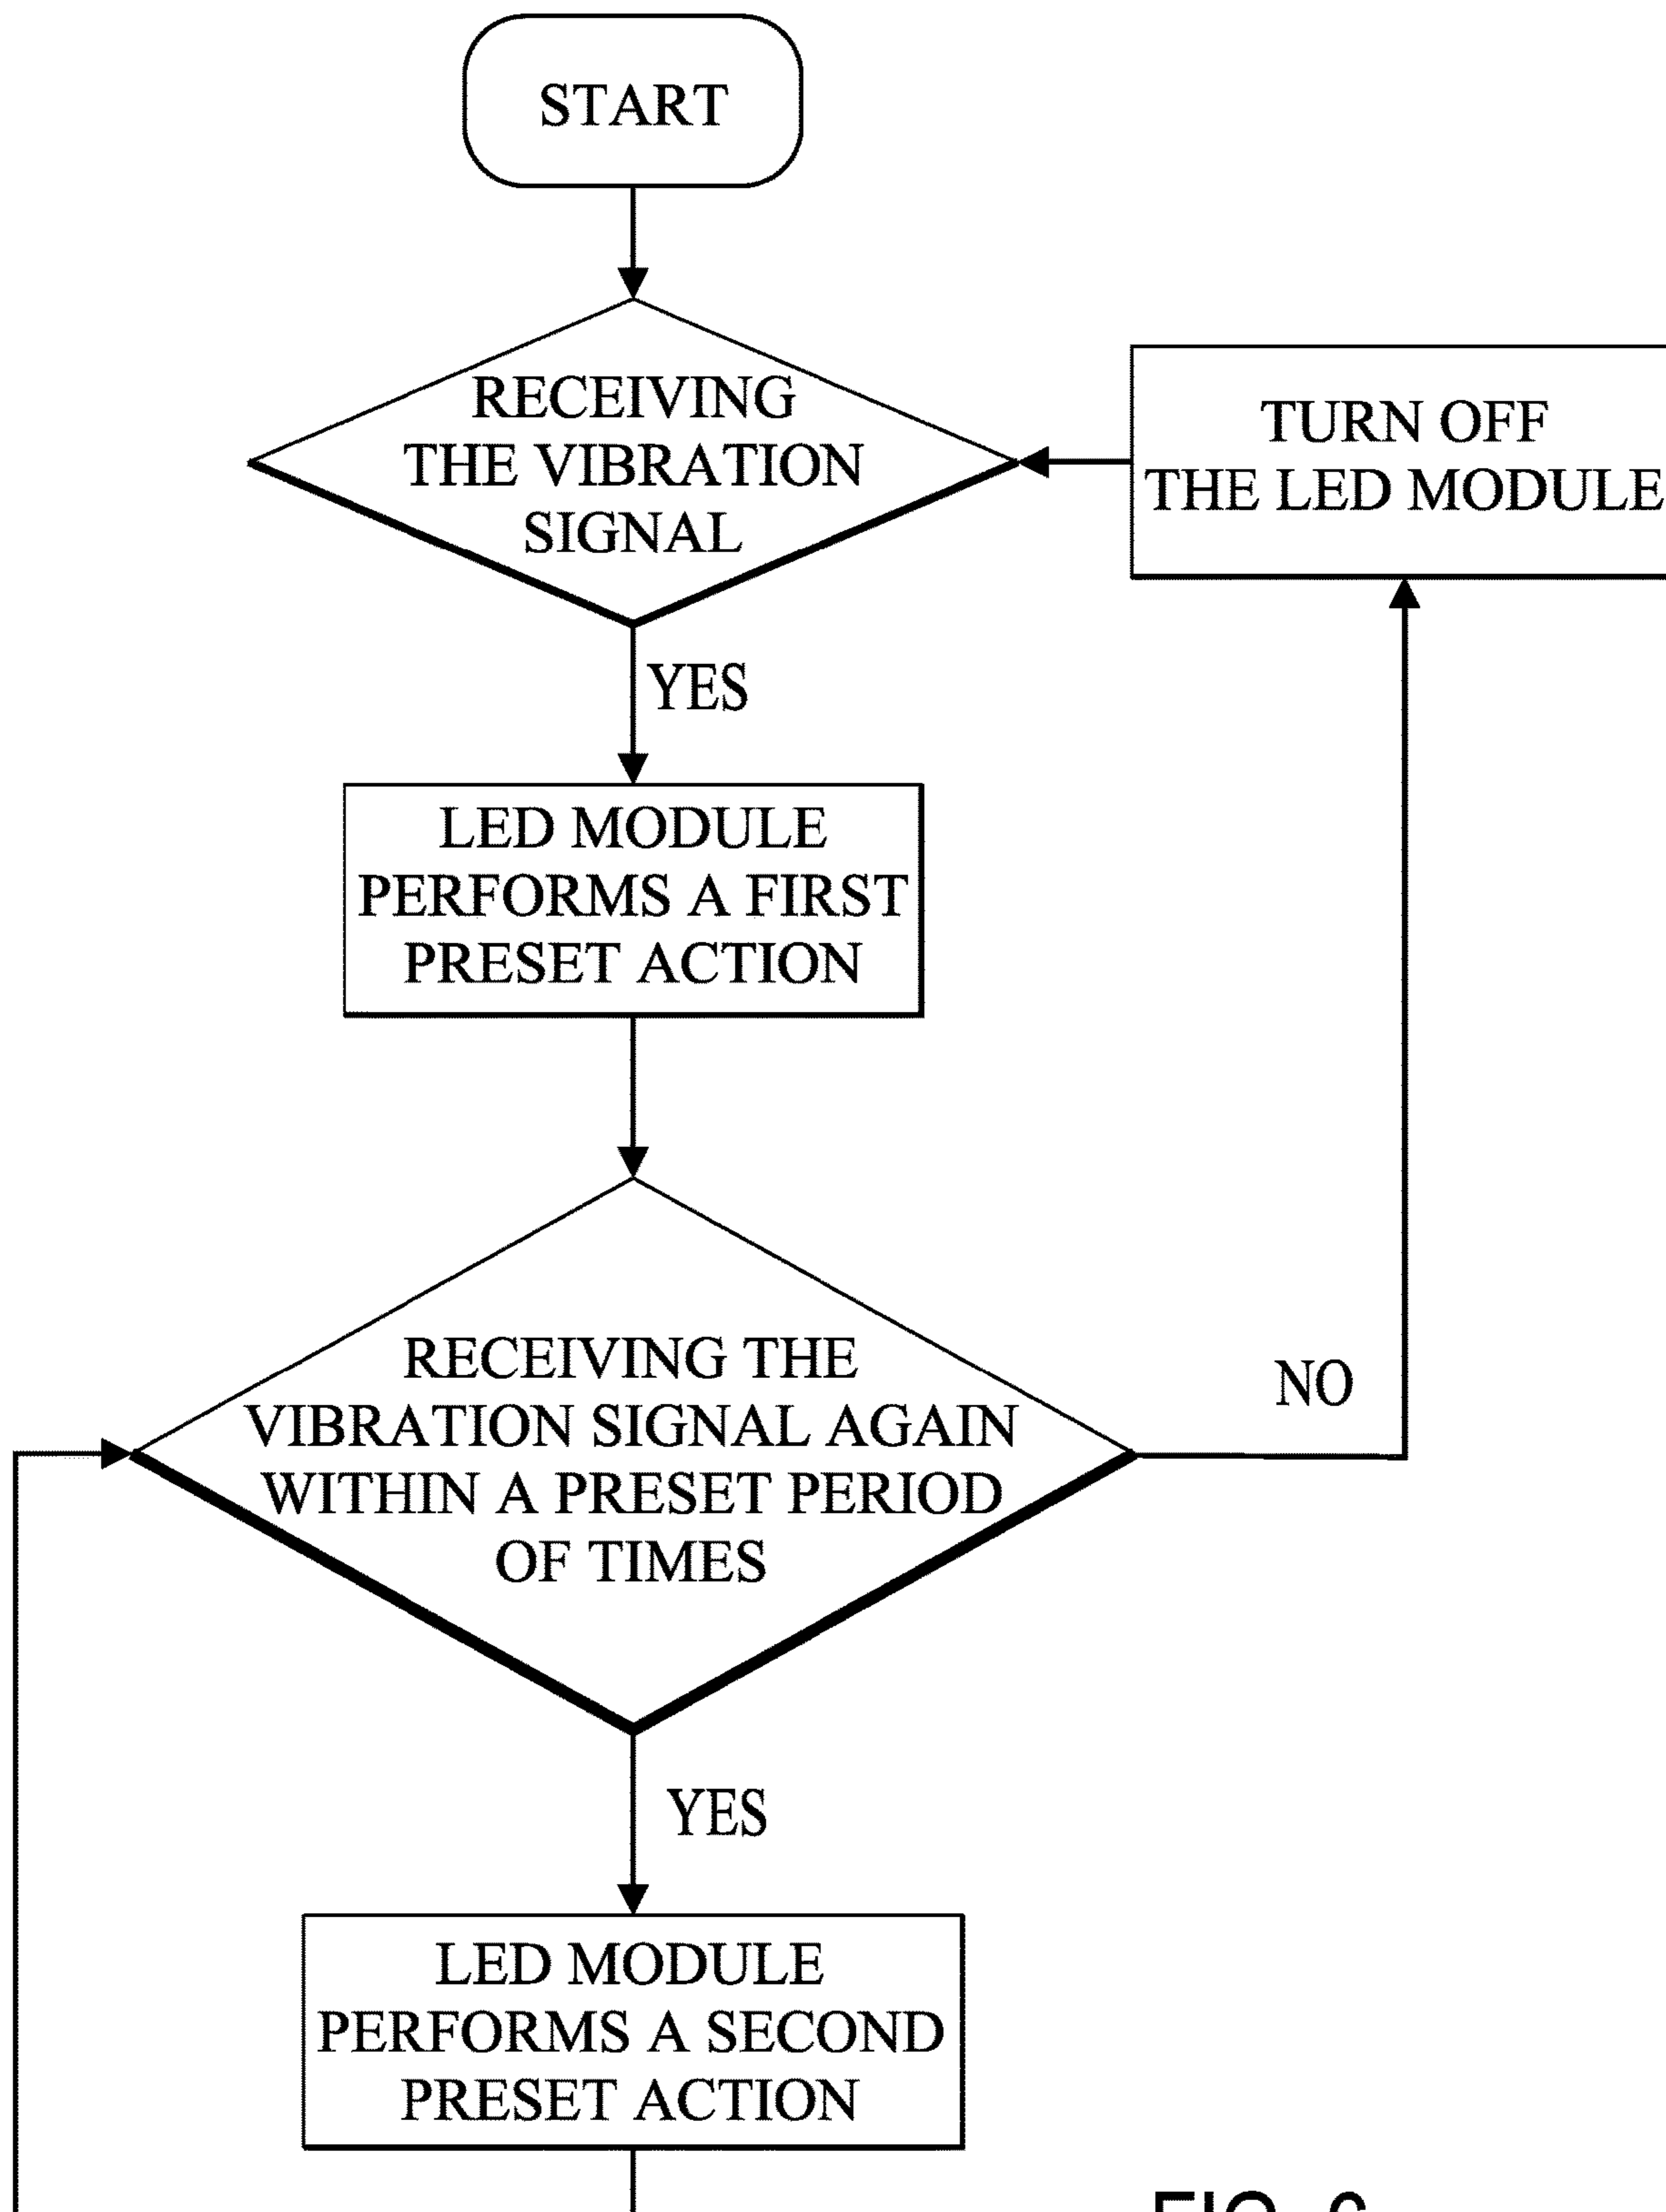 START
RECEIVING
THE VIBRATION
SIGNAL
TURN OFF
THE LED MODULE
YES
LED MODULE
PERFORMS A FIRST
PRESET ACTION
RECEIVING THE
VIBRATION SIGNAL AGAIN
WITHIN A PRESET PERIOD
OF TIMES
NO
YES
LED MODULE
PERFORMS A SECOND
PRESET ACTION